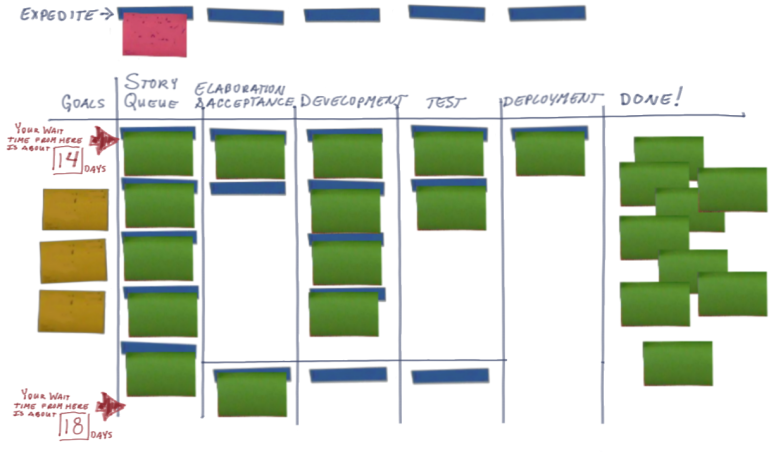 EXPEDITE →
GOALS
STORY
QUEUE
ELABORATION
& ACCEPTANCE
DEVELOPMENT
TEST
DEPLOYMENT
DONE!
YOUR WAIT
TIME FROM HERE
IS ABOUT
14
DAYS
YOUR WAIT
TIME FROM HERE
IS ABOUT
18
DAYS